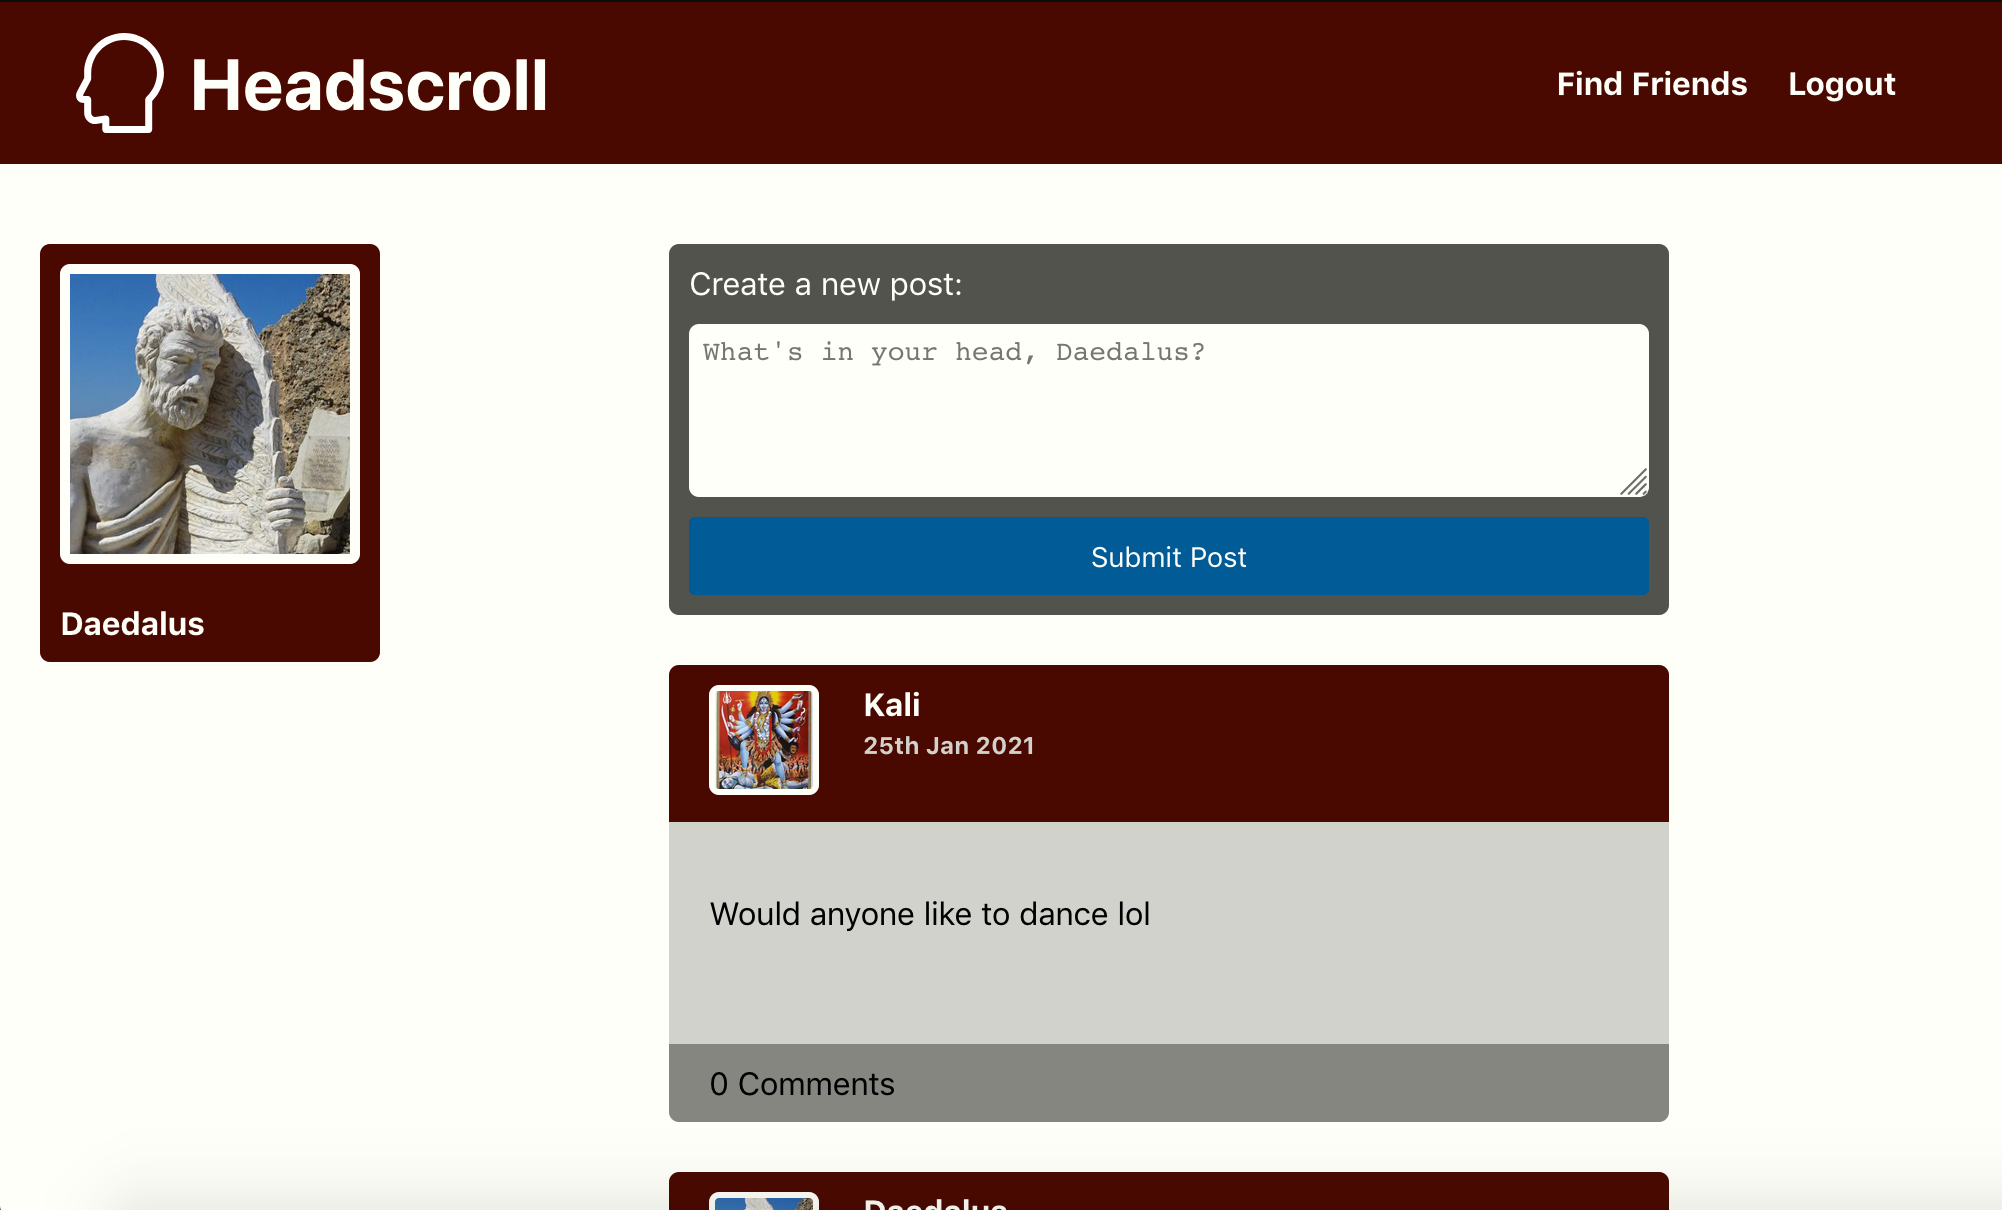 Headscroll
Find Friends
Logout
Daedalus
Create a new post:
What's in your head, Daedalus?
Submit Post
Kali
25th Jan 2021
Would anyone like to dance lol
0 Comments
Daedalus